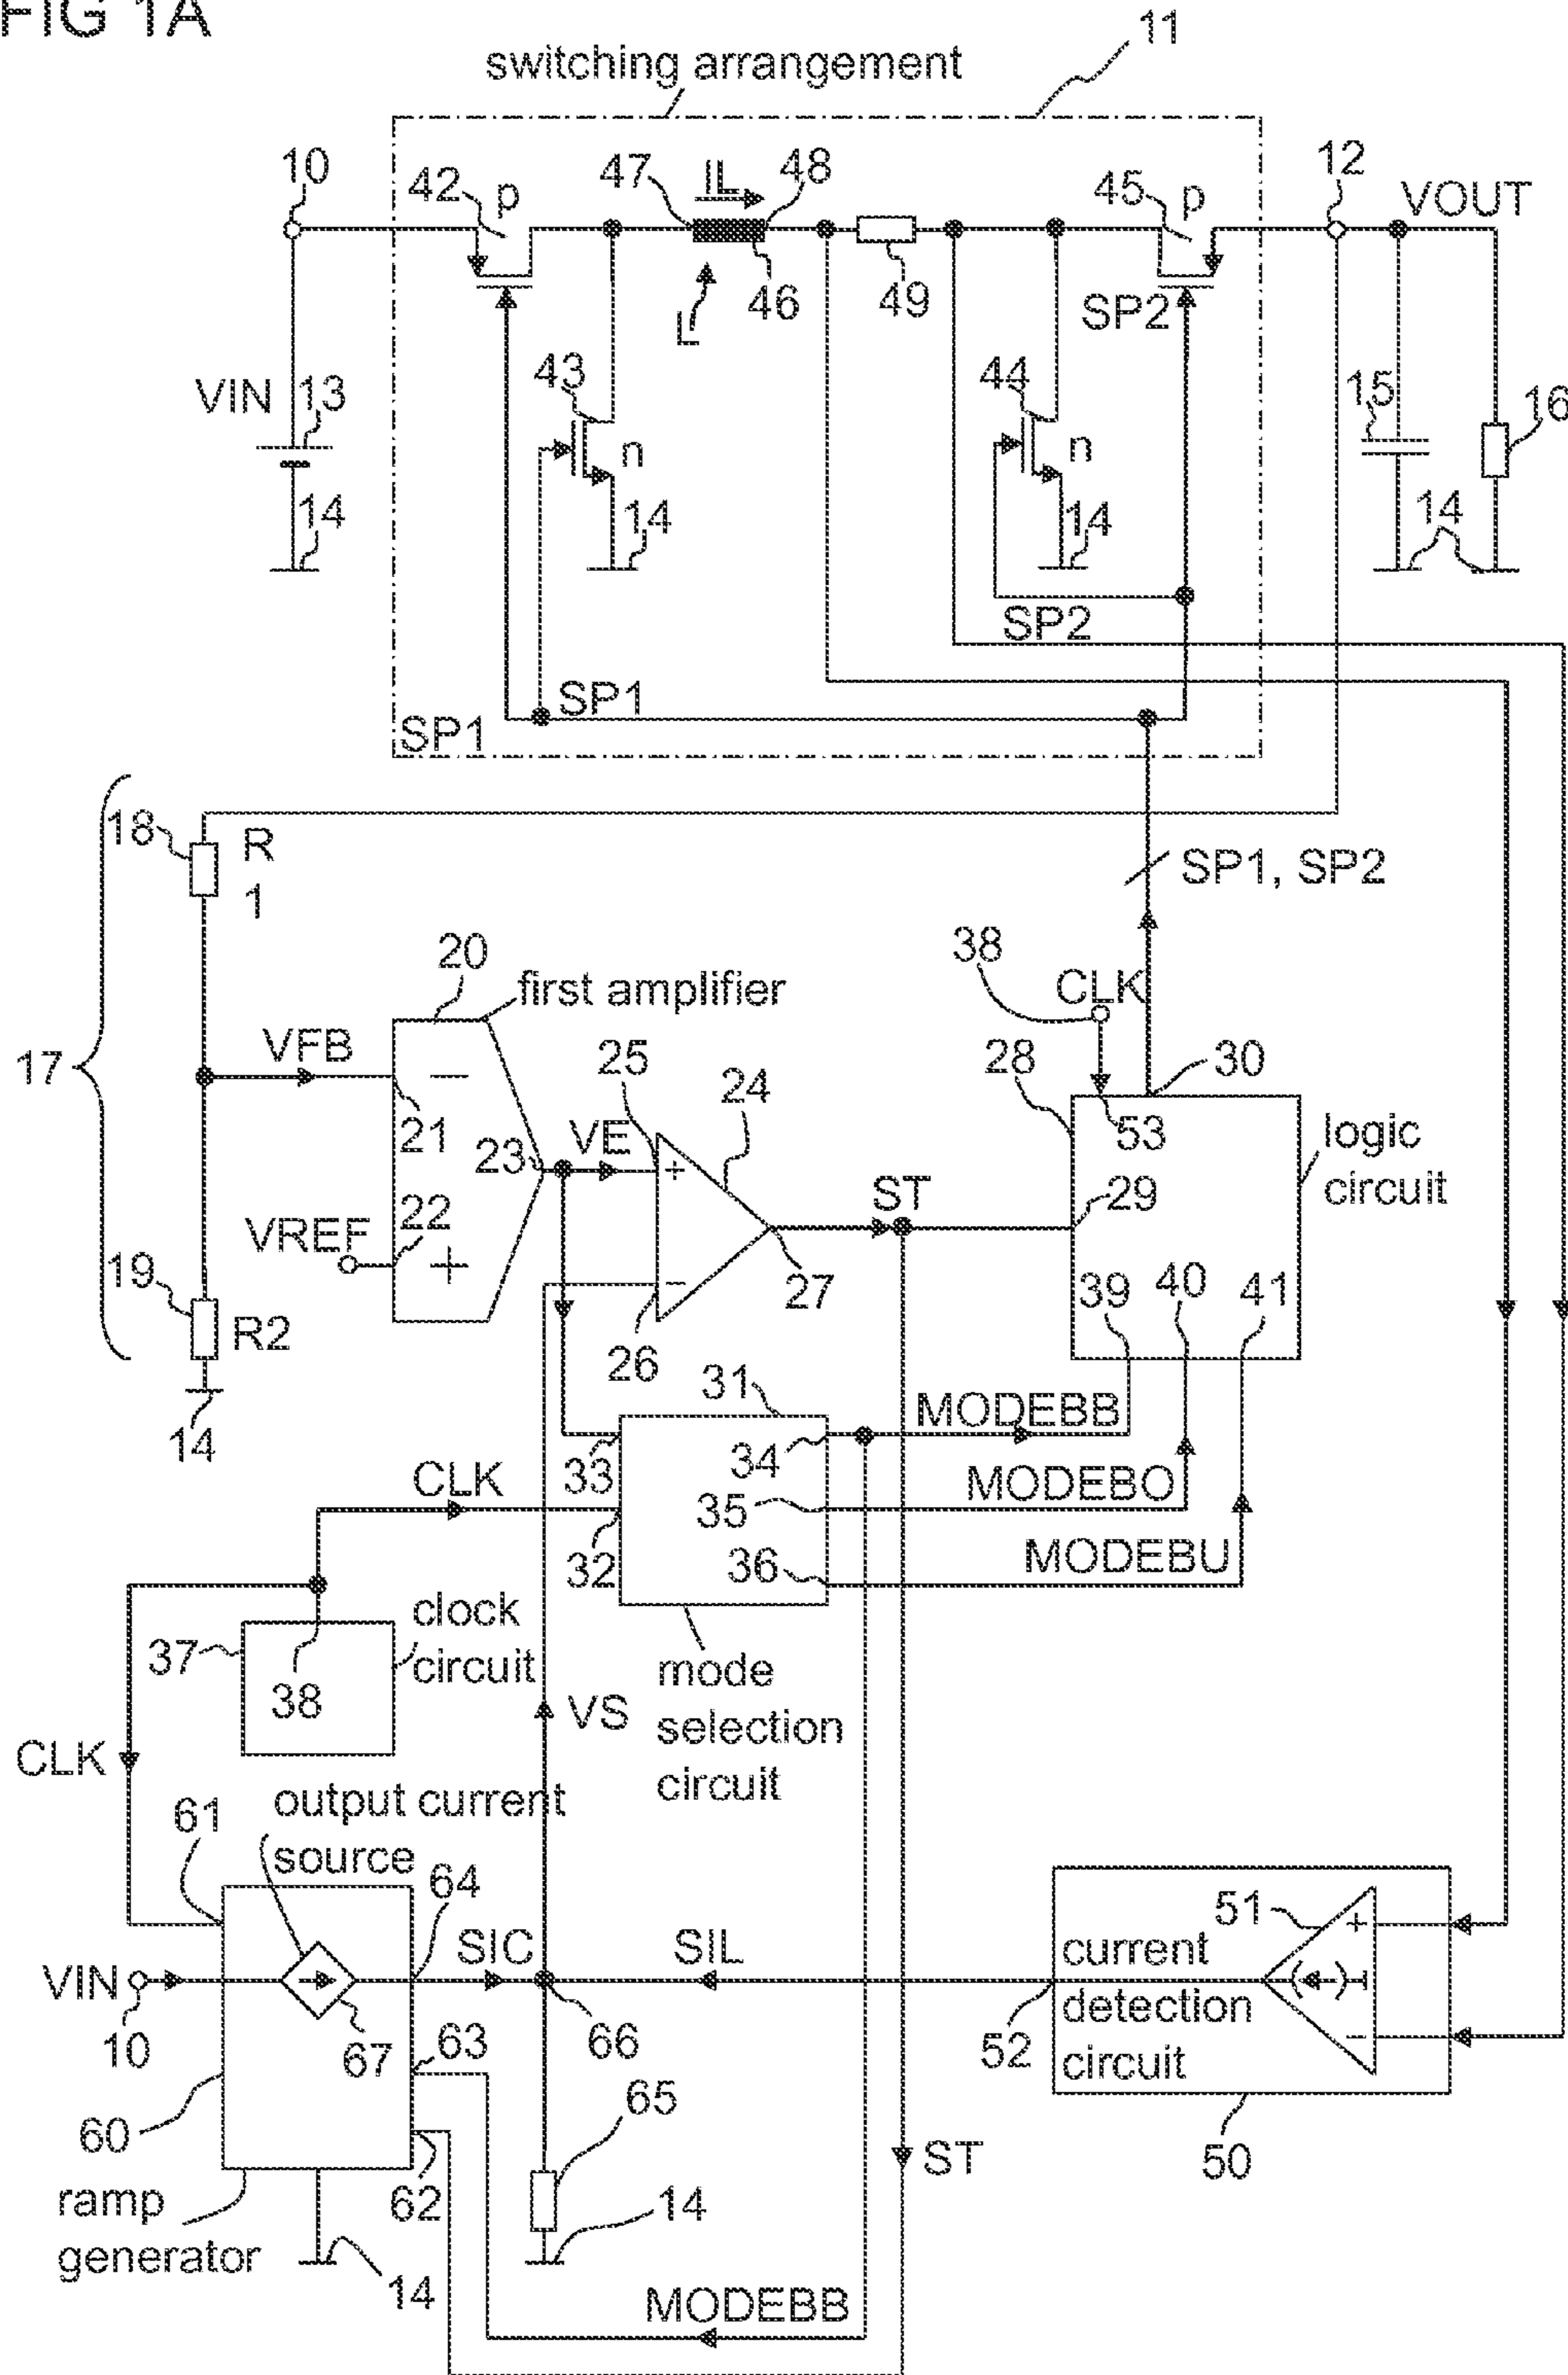 FIG 1A
11
switching arrangement
10
42
p
47
IL
48
45
p
12
VOUT
46
49
L
SP2
VIN
13
43
n
44
n
15
16
14
14
14
14
SP2
SP1
SP1
18
R
1
SP1, SP2
20
first amplifier
38
CLK
17
VFB
25
24
28
30
21
VE
53
logic
circuit
23
ST
29
22
VREF
19
27
39
40
41
R2
26
31
MODEBB
14
33
34
CLK
MODEBO
35
32
36
MODEBU
clock
circuit
37
38
mode
selection
circuit
VS
CLK
output current
source
61
64
51
+
SIC
SIL
current
detection
circuit
VIN
10
67
63
66
52
60
65
50
ST
ramp
generator
62
14
14
MODEBB